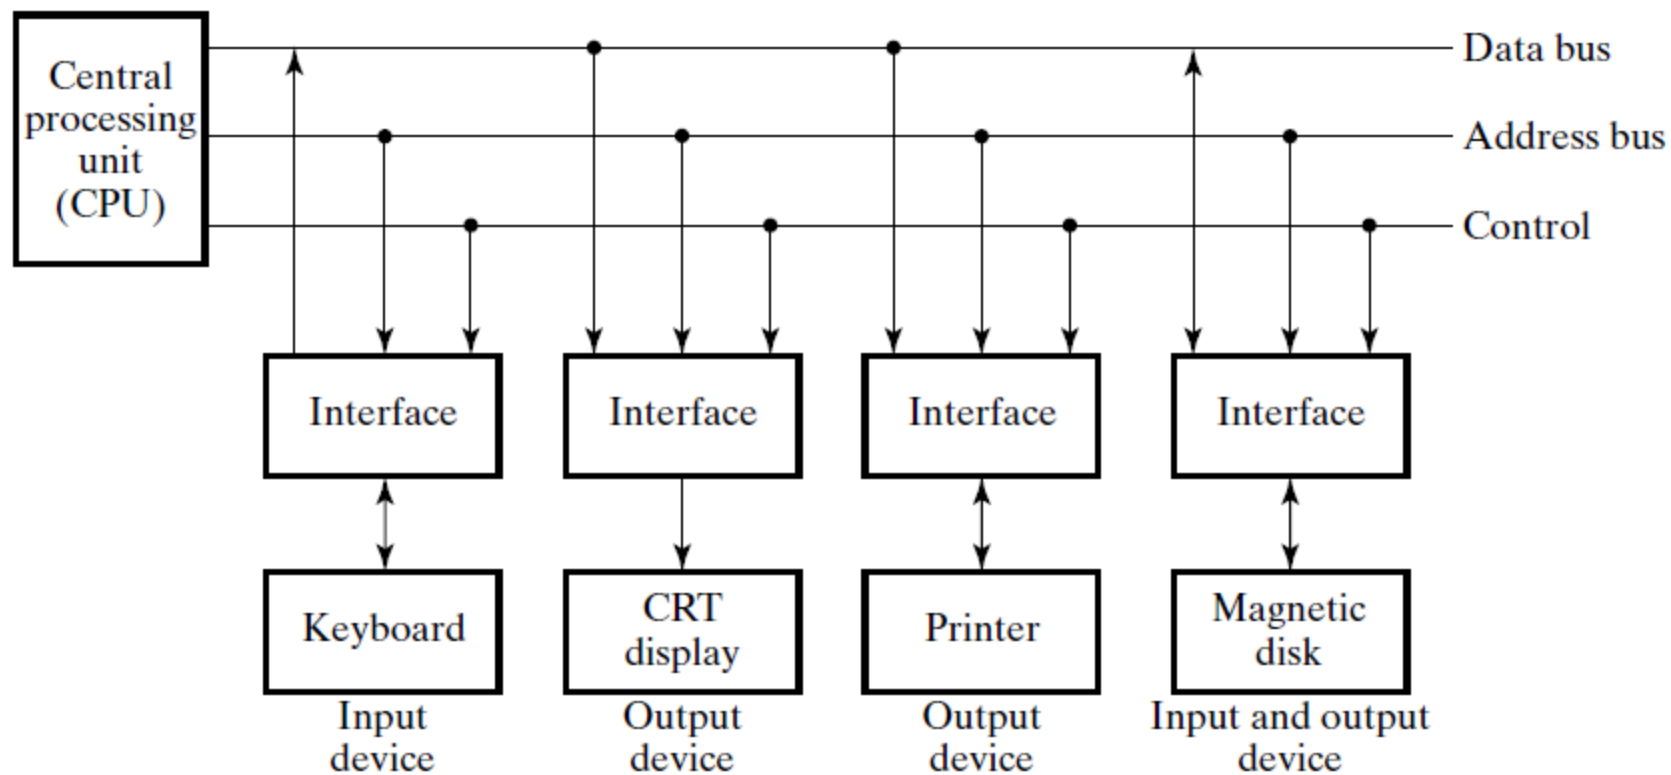 Central
processing
unit
(CPU)
Data bus
Address bus
Control
Interface
Interface
Interface
Interface
Keyboard
CRT
display
Printer
Magnetic
disk
Input
device
Output
device
Output
device
Input and output
device